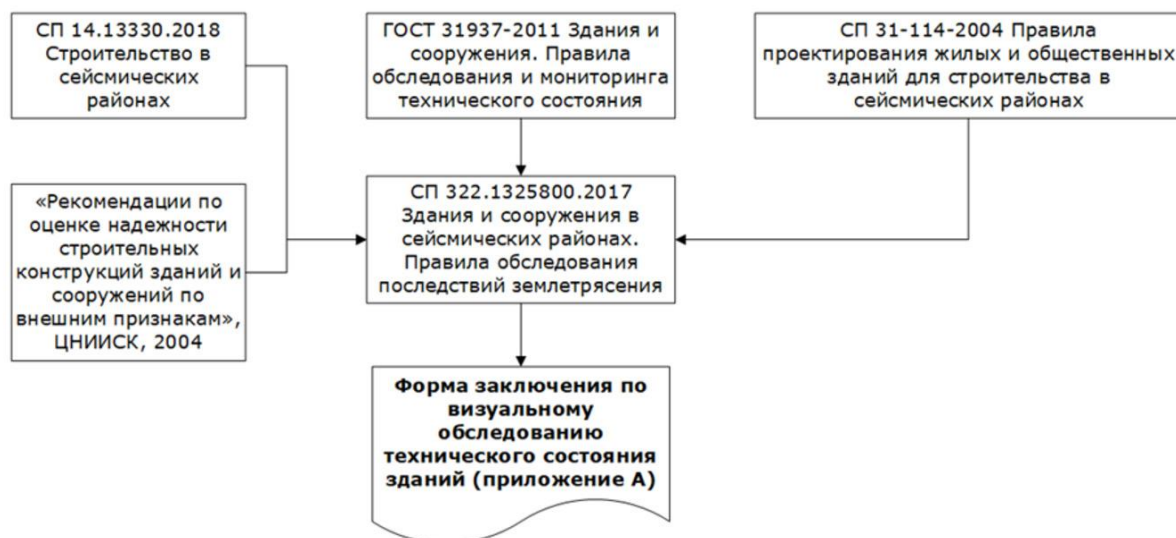 СП 14.13330.2018
Строительство в
сейсмических
районах
ГОСТ 31937-2011 Здания и
сооружения. Правила
обследования и мониторинга
технического состояния
СП 31-114-2004 Правила
проектирования жилых и общественных
зданий для строительства в
сейсмических районах
«Рекомендации по
оценке надежности
строительных
конструкций зданий и
сооружений по
внешним признакам»,
ЦНИИСК, 2004
СП 322.1325800.2017
Здания и сооружения в
сейсмических районах.
Правила обследования
последствий землетрясения
Форма заключения по
визуальному
обследованию
технического состояния
зданий (приложение А)